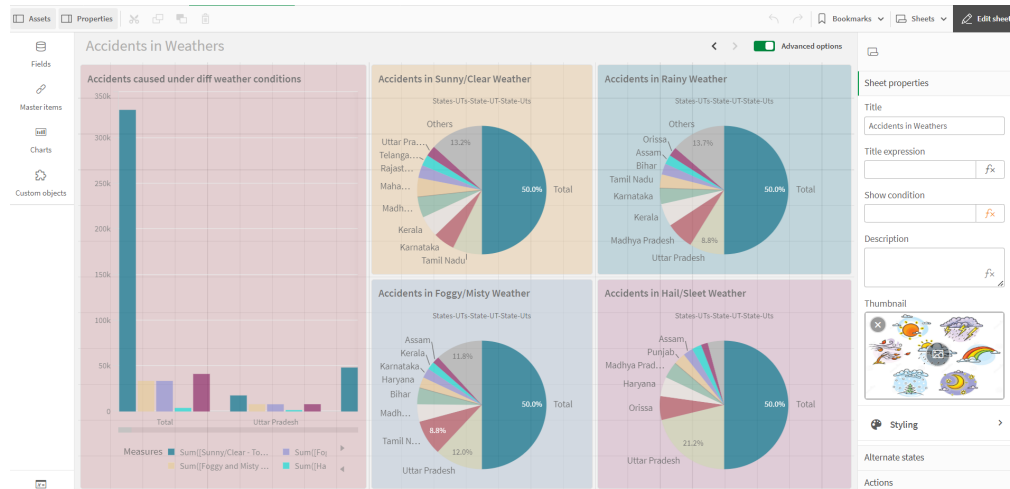 Assets
Properties
Bookmarks
Sheets
Edit sheet
Fields
Master items
Charts
Custom objects
Accidents in Weathers
Advanced options
Accidents caused under diff weather conditions
350k
300k
250k
200k
150k
100k
50k
0
Total
Uttar Pradesh
Measures
Sum([Sunny/Clear - To...
Sum([Fo
Sum([Foggy and Misty ...
Sum([Ha
Accidents in Sunny/Clear Weather
States-UTs-State-UT-State-Uts
Others
Uttar Pra...
Telanga...
Rajast...
Maha...
Madh...
Kerala
Karnataka
Tamil Nadu
13.2%
50.0%
Total
Accidents in Rainy Weather
States-UTs-State-UT-State-Uts
Others
Orissa
Assam
Bihar
Tamil Nadu
Karnataka
Kerala
Madhya Pradesh
Uttar Pradesh
13.7%
8.8%
50.0%
Total
Accidents in Foggy/Misty Weather
States-UTs-State-UT-State-Uts
Assam
Kerala
Karnataka
Haryana
Bihar
Madh...
Tamil N...
Uttar Pradesh
11.8%
8.8%
12.0%
50.0%
Total
Accidents in Hail/Sleet Weather
States-UTs-State-UT-State-Uts
Assam
Punjab
Madhya Prad...
Haryana
Orissa
Uttar Pradesh
21.2%
50.0%
Total
Sheet properties
Title
Accidents in Weathers
Title expression
fx
Show condition
fx
Description
fx
Thumbnail
Styling
Alternate states
Actions